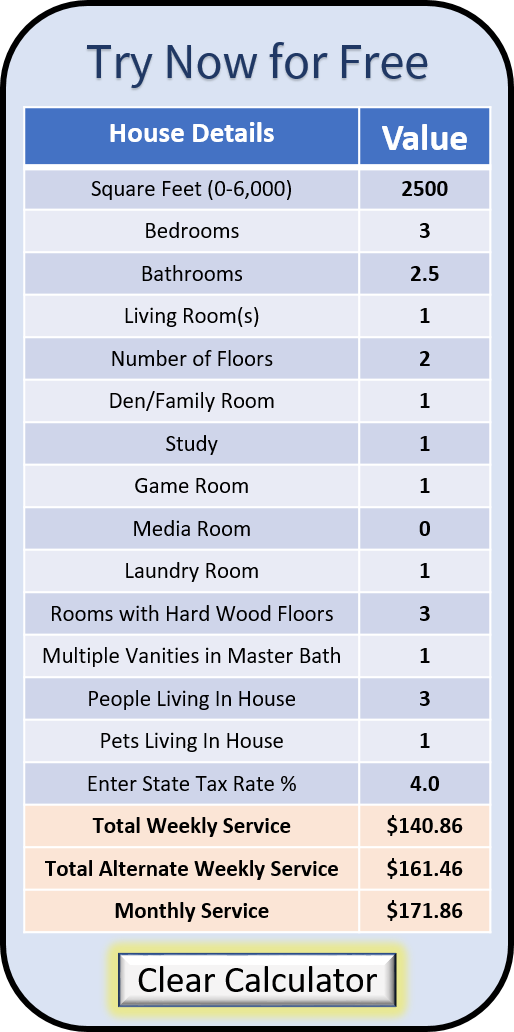 Try Now for Free
House Details Value
Square Feet (0-6,000) 2500
Bedrooms 3
Bathrooms 2.5
Living Room(s) 1
Number of Floors 2
Den/Family Room 1
Study 1
Game Room 1
Media Room 0
Laundry Room 1
Rooms with Hard Wood Floors 3
Multiple Vanities in Master Bath 1
People Living In House 3
Pets Living In House 1
Enter State Tax Rate % 4.0
Total Weekly Service $140.86
Total Alternate Weekly Service $161.46
Monthly Service $171.86
Clear Calculator